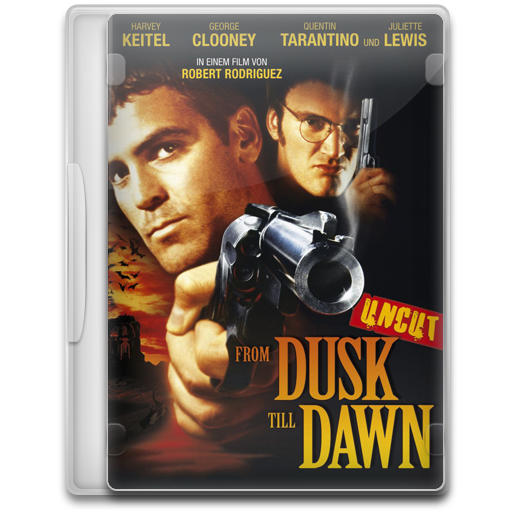 HARVEY GEORGE QUENTIN JULIETTE
KEITEL CLOONEY TARANTINO UND LEWIS
IN EINEM FILM VON
ROBERT RODRIGUEZ
UNCUT
FROM DUSK
TILL DAWN